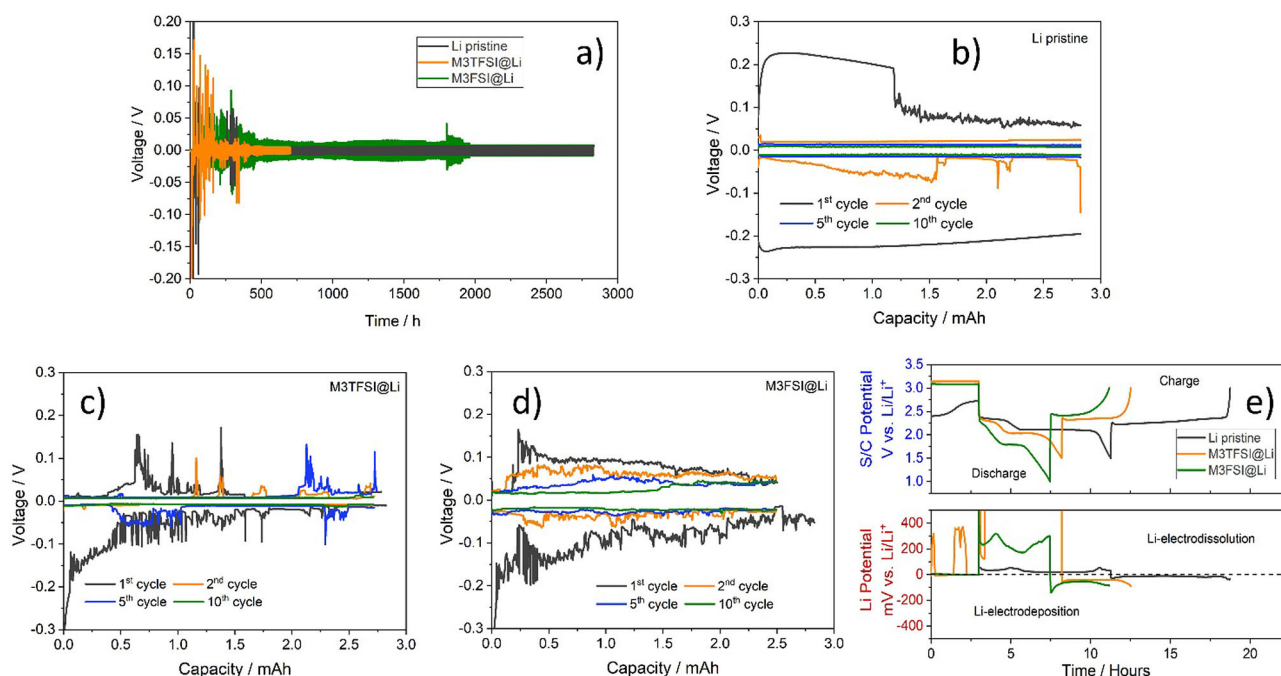 a)
Li pristine
M3TFSI@Li
M3FSI@Li
Voltage / V
0.20
0.15
0.10
0.05
0.00
-0.05
-0.10
-0.15
-0.20
0 500 1000 1500 2000 2500 3000
Time / h
b)
Li pristine
Voltage / V
0.3
0.2
0.1
0.0
-0.1
-0.2
-0.3
1st cycle 2nd cycle
5th cycle 10th cycle
0.0 0.5 1.0 1.5 2.0 2.5 3.0
Capacity / mAh
c)
M3TFSI@Li
Voltage / V
0.3
0.2
0.1
0.0
-0.1
-0.2
-0.3
1st cycle 2nd cycle
5th cycle 10th cycle
0.0 0.5 1.0 1.5 2.0 2.5 3.0
Capacity / mAh
d)
M3FSI@Li
Voltage / V
0.3
0.2
0.1
0.0
-0.1
-0.2
-0.3
1st cycle 2nd cycle
5th cycle 10th cycle
0.0 0.5 1.0 1.5 2.0 2.5 3.0
Capacity / mAh
e)
S/C Potential
V vs. Li/Li+
3.5
3.0
2.5
2.0
1.5
1.0
Charge
Discharge
Li pristine
M3TFSI@Li
M3FSI@Li
Li Potential
mV vs. Li/Li+
400
200
0
-200
-400
Li-electrodissolution
Li-electrodeposition
0 5 10 15 20
Time / Hours